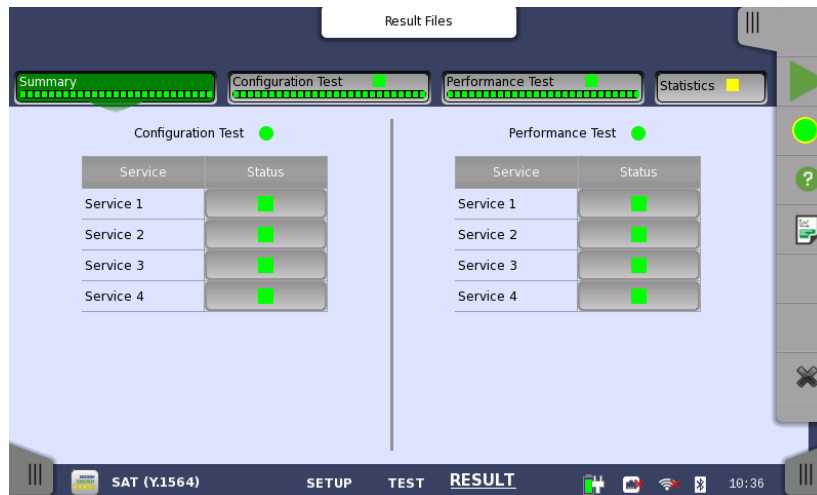 Result Files
Summary
Configuration Test
Performance Test
Statistics
Configuration Test
Service Status
Service 1
Service 2
Service 3
Service 4
Performance Test
Service Status
Service 1
Service 2
Service 3
Service 4
?
SAT (Y.1564) SETUP TEST RESULT 10:36